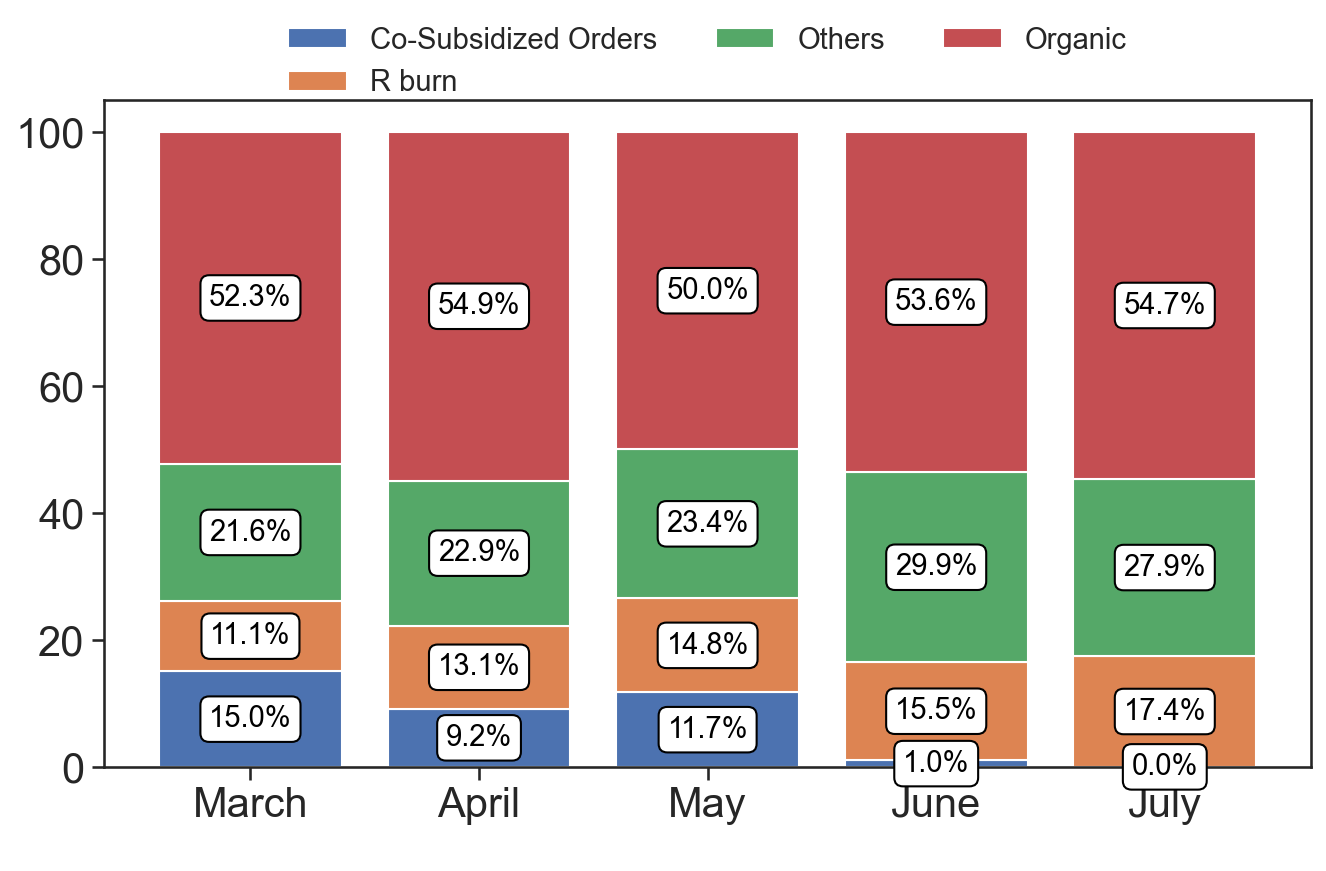 Co-Subsidized Orders Others Organic
R burn
100
80
60
40
20
0
52.3% 54.9% 50.0% 53.6% 54.7%
21.6% 22.9% 23.4% 29.9% 27.9%
11.1% 13.1% 14.8% 15.5% 17.4%
15.0% 9.2% 11.7% 1.0% 0.0%
March April May June July